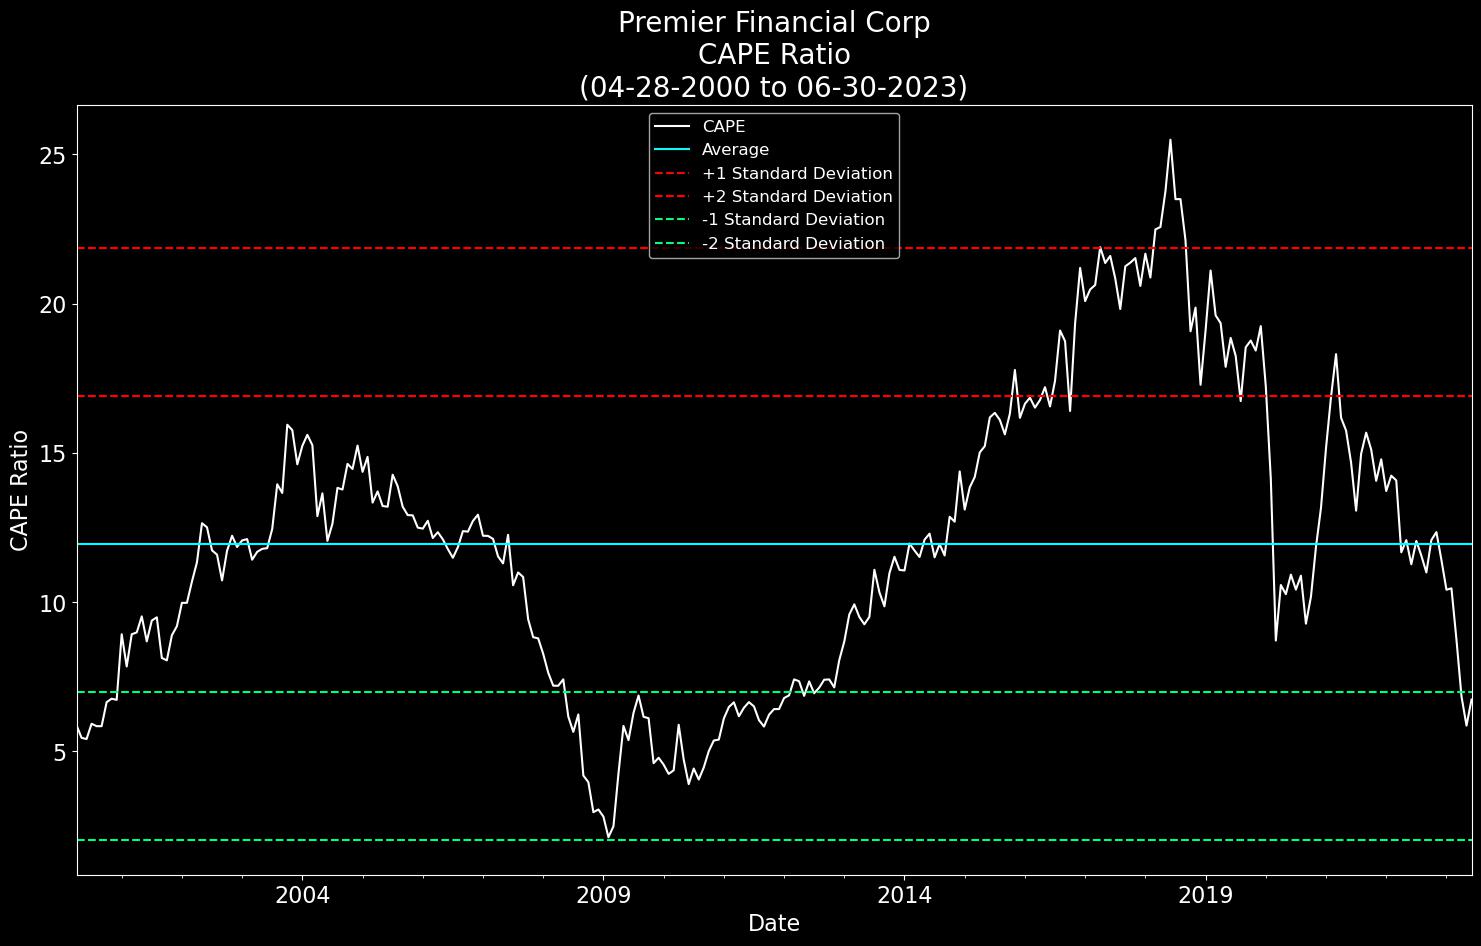 Premier Financial Corp
CAPE Ratio
(04-28-2000 to 06-30-2023)
CAPE
Average
+1 Standard Deviation
+2 Standard Deviation
-1 Standard Deviation
-2 Standard Deviation
25
20
15
10
5
CAPE Ratio
2004
2009
2014
2019
Date